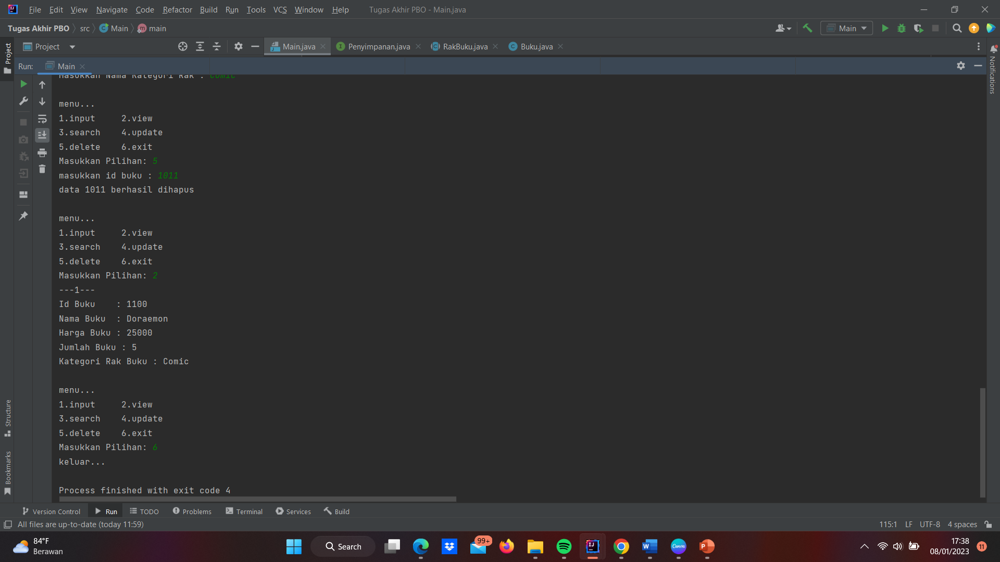 File Edit View Navigate Code Refactor Build Run Tools VCS Window Help Tugas Akhir PBO - Main.java
Tugas Akhir PBO src Main main Main
Project Main.java Penyimpanan.java RakBuku.java Buku.java
Run: Main
Masukkan Nama Kategori Rak : Comic
menu...
1.input 2.view
3.search 4.update
5.delete 6.exit
Masukkan Pilihan: 5
masukkan id buku : 1011
data 1011 berhasil dihapus
menu...
1.input 2.view
3.search 4.update
5.delete 6.exit
Masukkan Pilihan: 2
---1---
Id Buku : 1100
Nama Buku : Doraemon
Harga Buku : 25000
Jumlah Buku : 5
Kategori Rak Buku : Comic
menu...
1.input 2.view
3.search 4.update
5.delete 6.exit
Masukkan Pilihan: 6
keluar...
Process finished with exit code 4
Project
Structure
Bookmarks
Notifications
Version Control Run TODO Problems Terminal Services Build
All files are up-to-date (today 11:59) 115:1 LF UTF-8 4 spaces
84°F
Berawan
Search
99+
Canva
17:38
08/01/2023
11